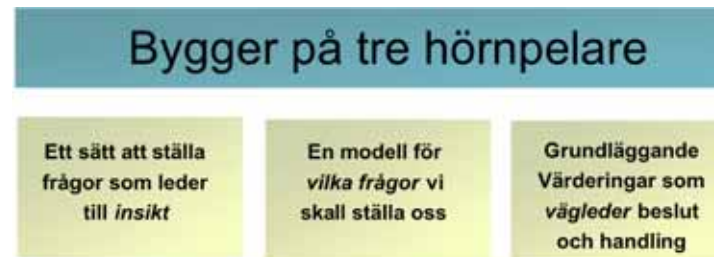 Bygger på tre hörnpelare
Ett sätt att ställa
frågor som leder
till insikt
En modell för
vilka frågor vi
skall ställa oss
Grundläggande
Värderingar som
vägleder beslut
och handling